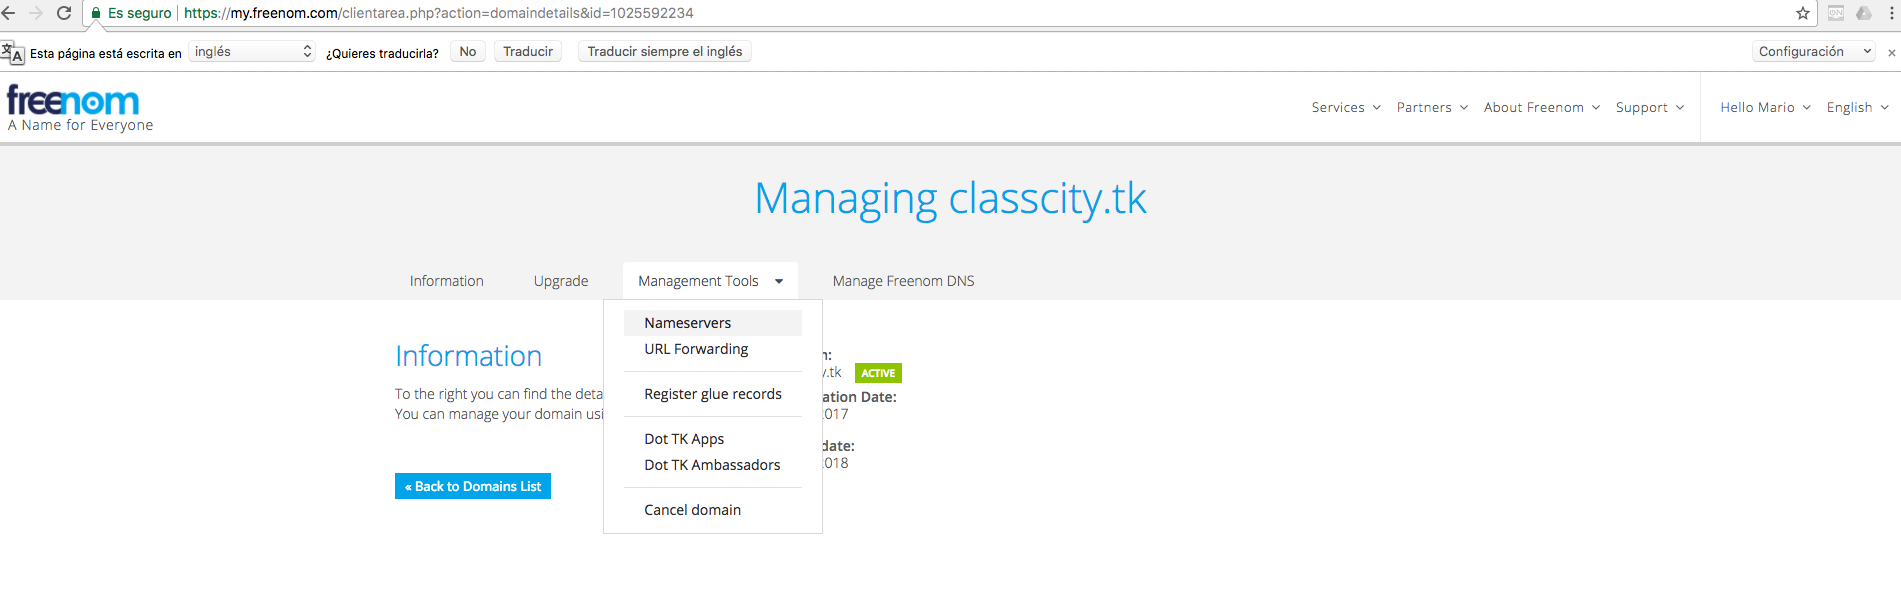 Es seguro https://my.freenom.com/clientarea.php?action=domaindetails&id=1025592234
Esta página está escrita en inglés ¿Quieres traducirla? No Traducir Traducir siempre el inglés Configuración
freenom
A Name for Everyone
Services Partners About Freenom Support Hello Mario English
Managing classcity.tk
Information Upgrade Management Tools Manage Freenom DNS
Nameservers
URL Forwarding
Register glue records
Dot TK Apps
Dot TK Ambassadors
Cancel domain
Information
To the right you can find the deta
You can manage your domain usi
« Back to Domains List
n:
y.tk ACTIVE
ation Date:
2017
date:
2018